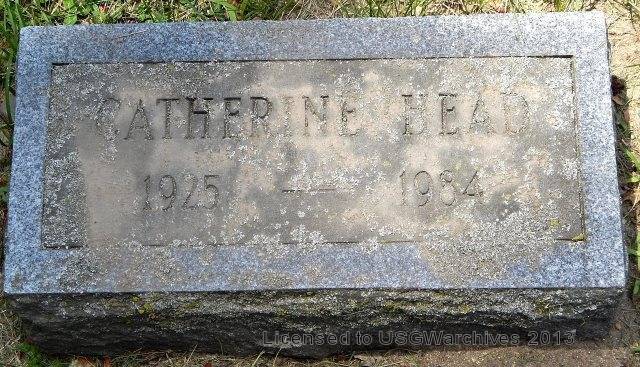 CATHERINE HEAD
1925 — 1984
Licensed to USGWarchives 2013